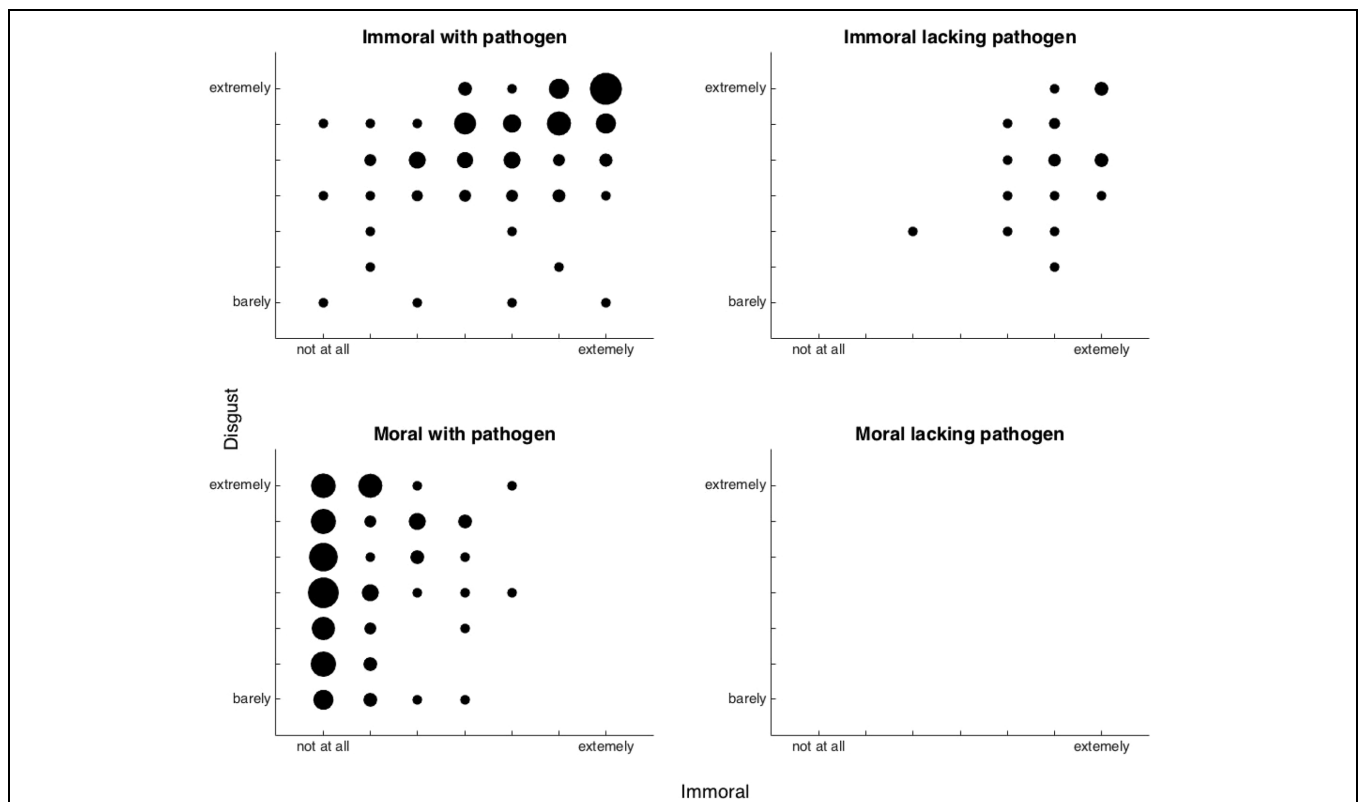 Immoral with pathogen
extremely
barely
not at all extemely
Immoral lacking pathogen
extremely
barely
not at all extemely
Disgust
Moral with pathogen
extremely
barely
not at all extemely
Moral lacking pathogen
extremely
barely
not at all extemely
Immoral